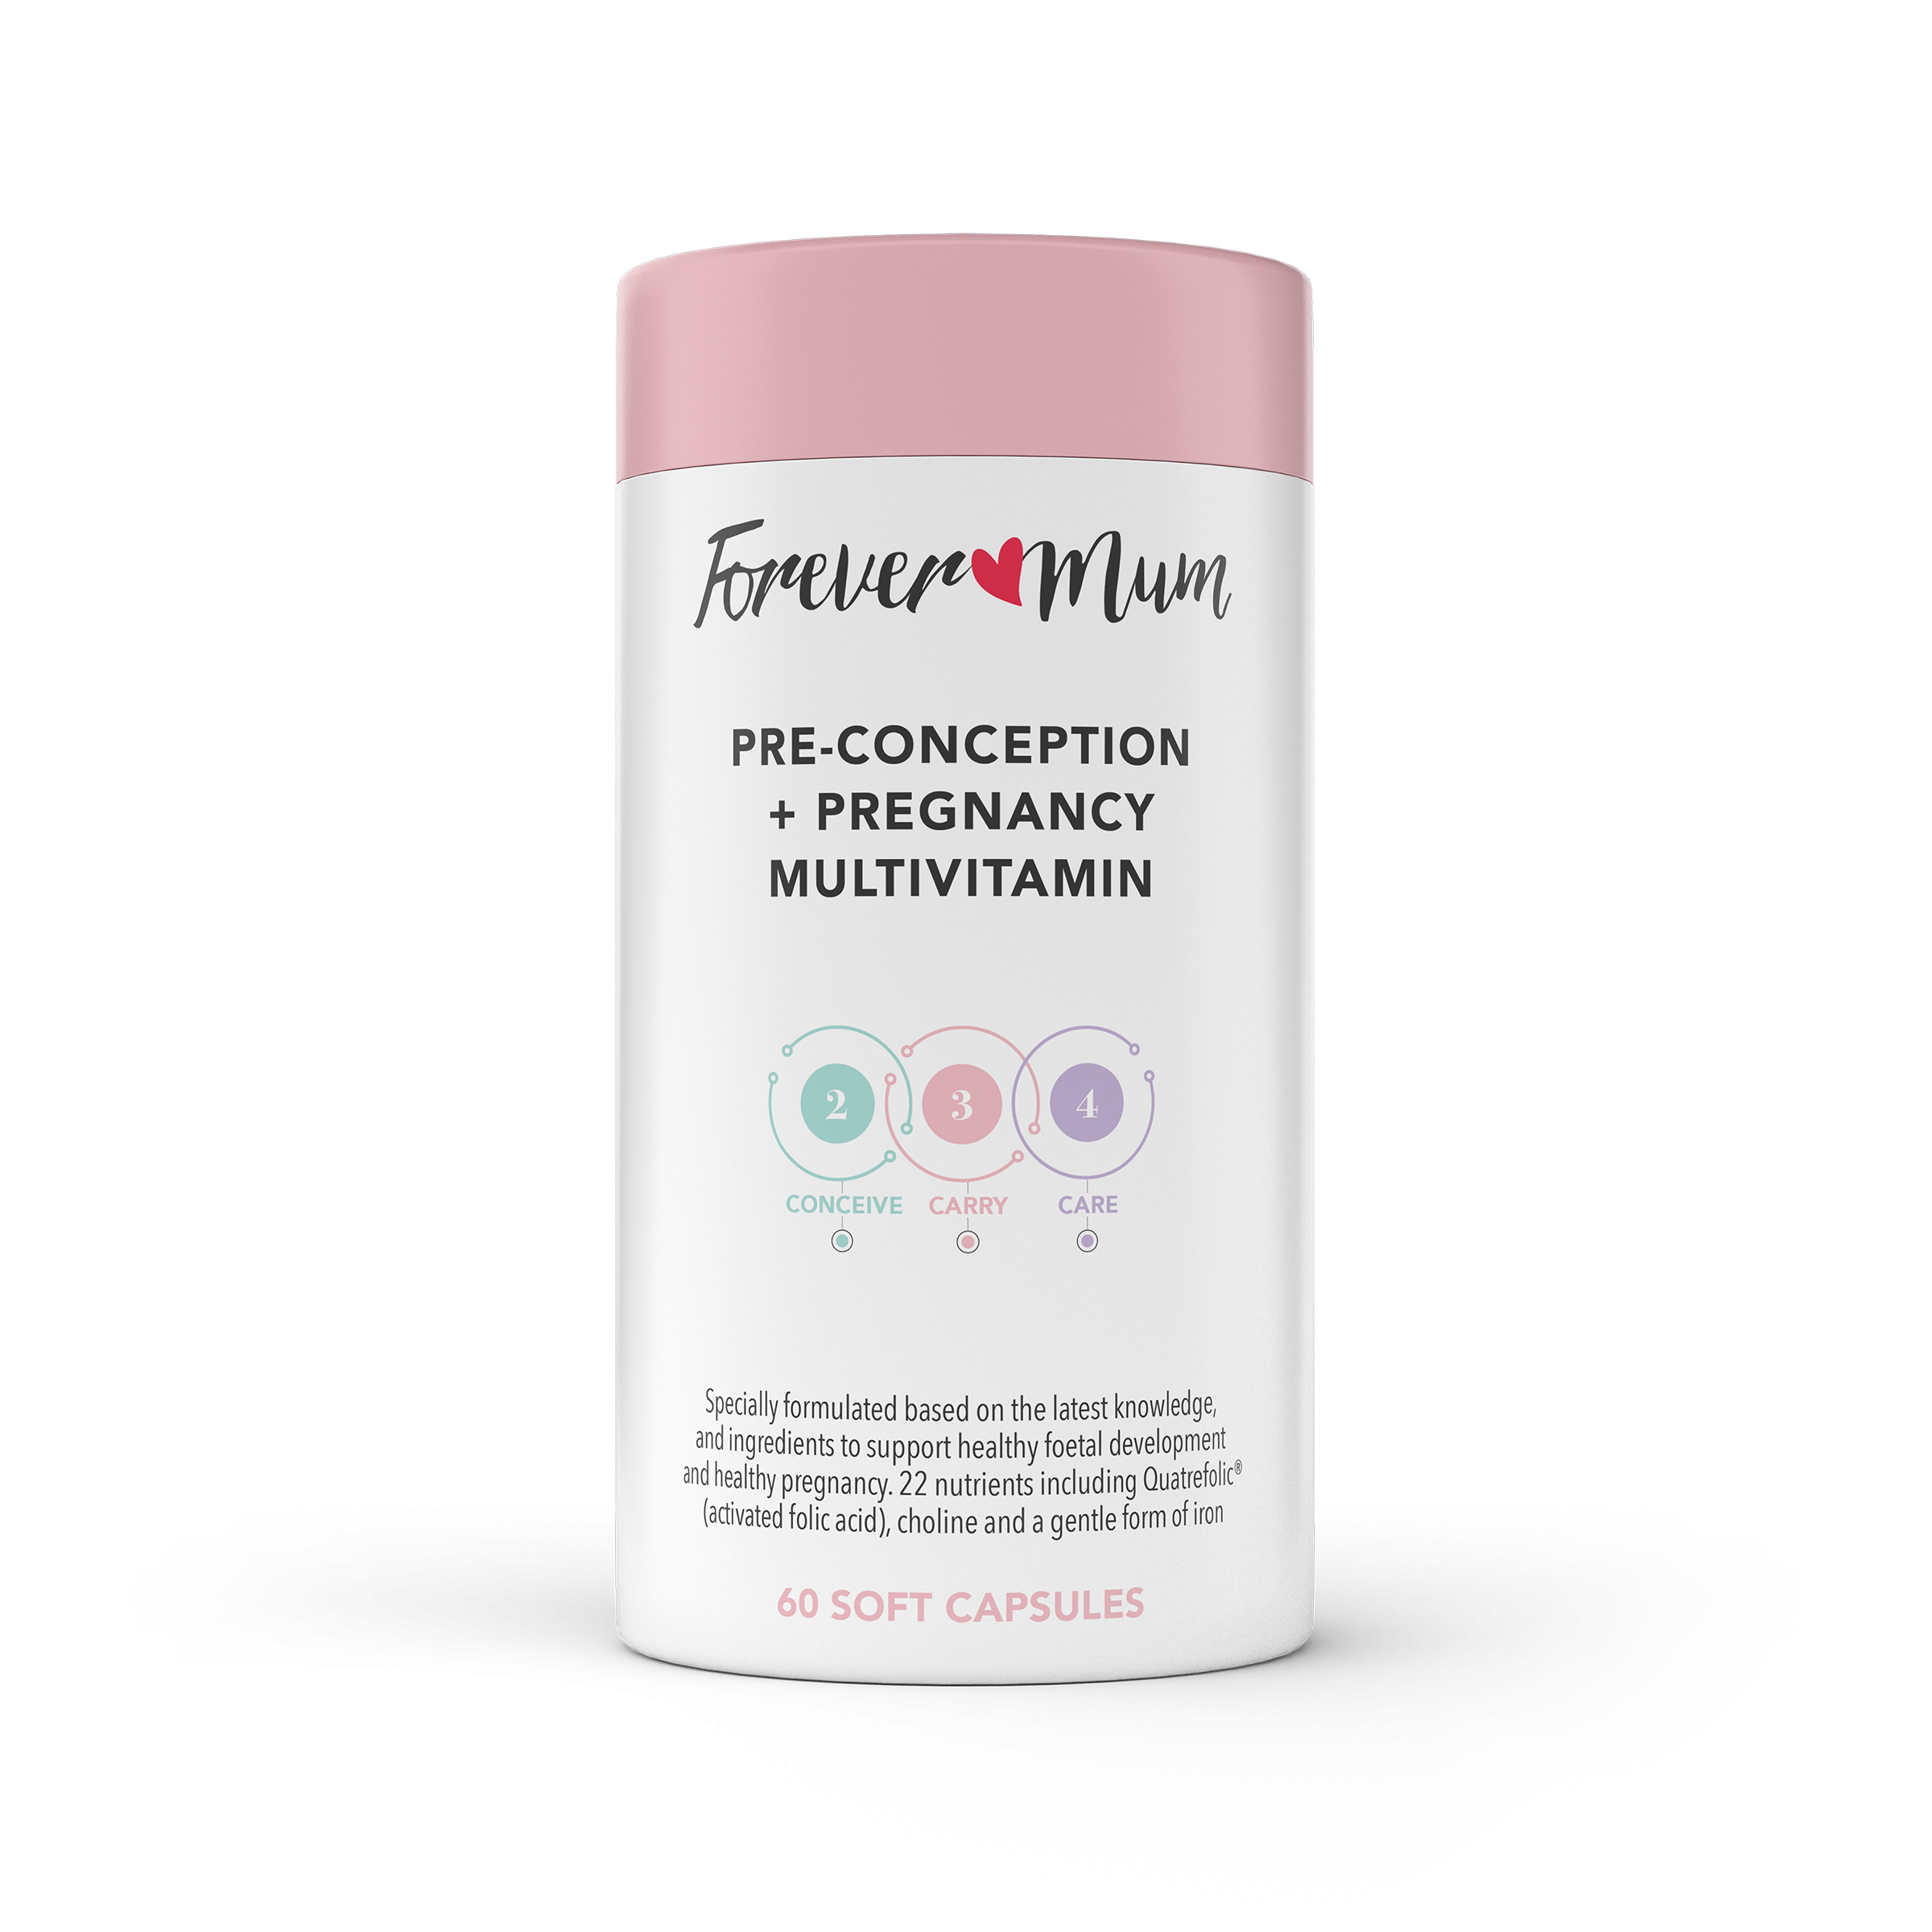 Forever Mum
PRE-CONCEPTION
+ PREGNANCY
MULTIVITAMIN
2 3 4
CONCEIVE CARRY CARE
Specially formulated based on the latest knowledge,
and ingredients to support healthy foetal development
and healthy pregnancy. 22 nutrients including Quatrefolic®
(activated folic acid), choline and a gentle form of iron
60 SOFT CAPSULES